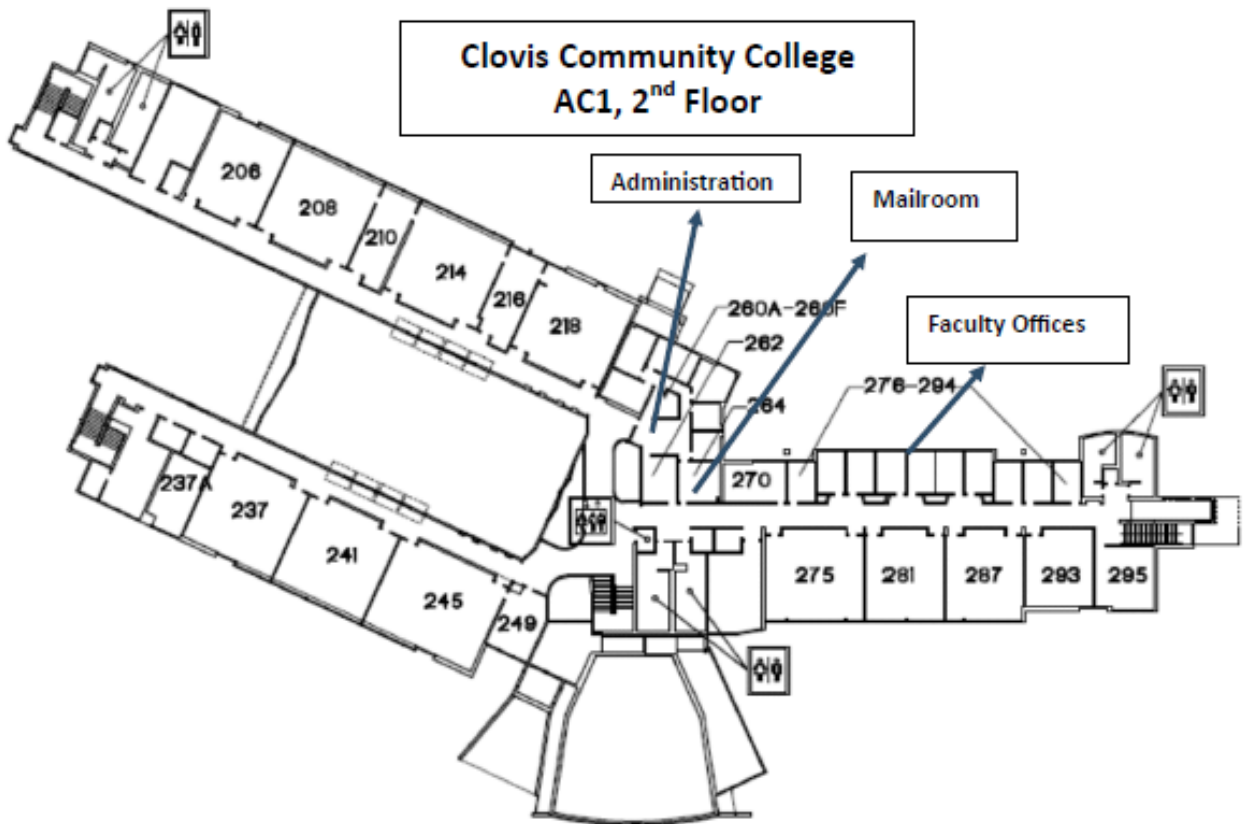 Clovis Community College
AC1, 2nd Floor
Administration
Mailroom
Faculty Offices
206
208
210
214
216
218
260A-260F
262
264
276-294
270
237A
237
241
245
249
275
281
287
293
295